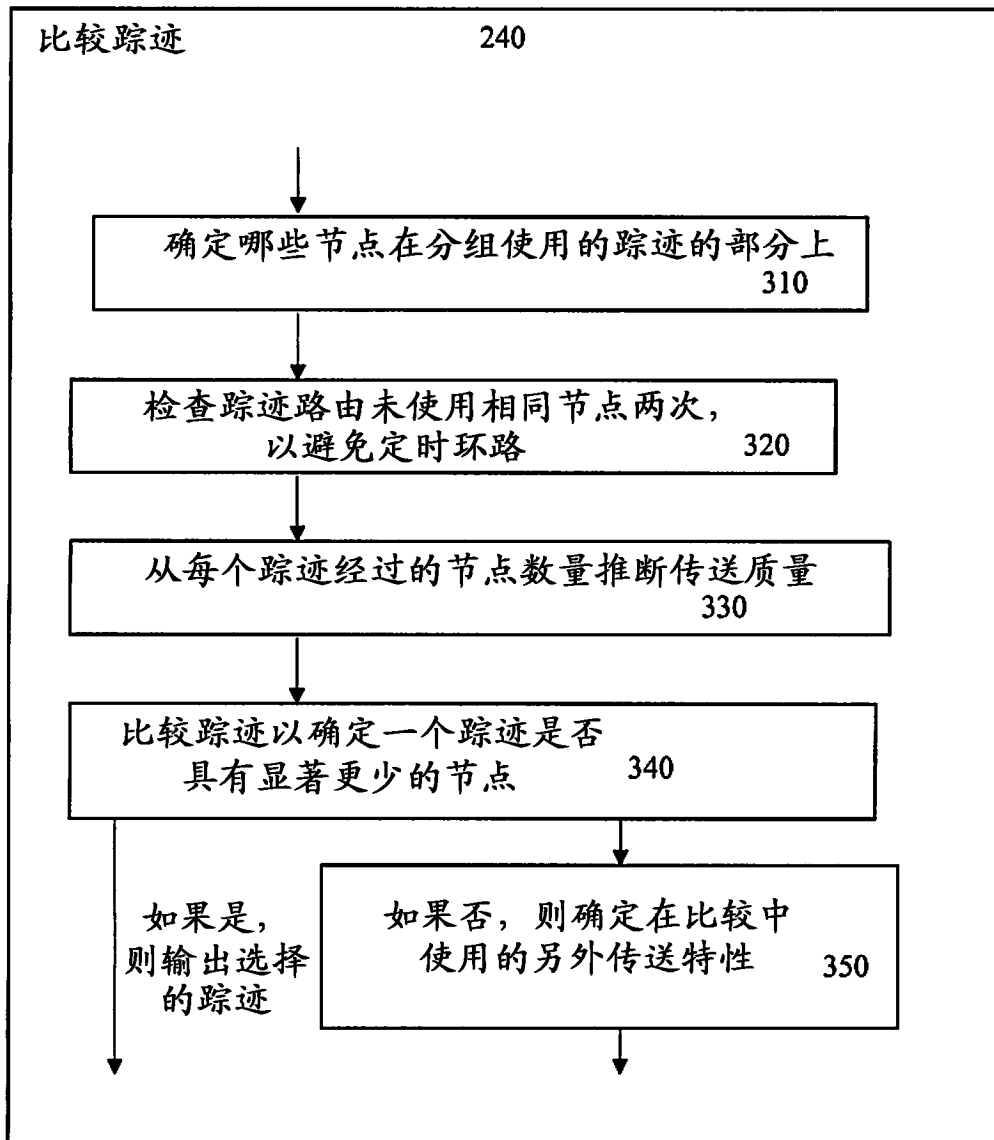 比较踪迹 240
确定哪些节点在分组使用的踪迹的部分上
310
检查踪迹路由未使用相同节点两次，
以避免定时环路 320
从每个踪迹经过的节点数量推断传送质量
330
比较踪迹以确定一个踪迹是否
具有显著更少的节点 340
如果是，
则输出选择
的踪迹
如果否，则确定在比较中
使用的另外传送特性 350